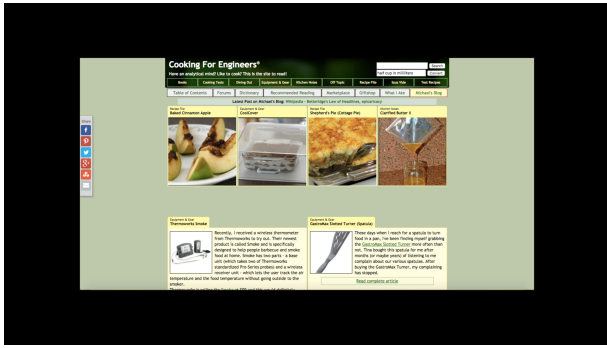 Cooking For Engineers®
Have an analytical mind? Like to cook? This is the site to read!
Search
half cup in milliliters
Convert
Books
Cooking Tests
Dining Out
Equipment & Gear
Kitchen Notes
Off Topic
Recipe File
Sous Vide
Test Recipes
Table of Contents
Forums
Dictionary
Recommended Reading
Marketplace
Giftshop
What I Ate
Michael's Blog
Latest Post on Michael's Blog: Wikipedia - Betteridge's Law of Headlines, epicaricacy
Share
Recipe File
Baked Cinnamon Apple
Equipment & Gear
CoolCover
Recipe File
Shepherd's Pie (Cottage Pie)
Kitchen Notes
Clarified Butter II
Equipment & Gear
Thermoworks Smoke
Recently, I received a wireless thermometer
from Thermoworks to try out. Their newest
product is called Smoke and is specifically
designed to help people barbecue and smoke
food at home. Smoke has two parts - a base
unit (which takes two of Thermoworks
standardized Pro-Series probes) and a wireless
receiver unit - which lets the user track the air
temperature and the food temperature without going outside to the
smoker.
Equipment & Gear
GastroMax Slotted Turner (Spatula)
These days when I reach for a spatula to turn
food in a pan, I've been finding myself grabbing
the GastroMax Slotted Turner more often than
not. Tina bought this spatula for me after
months (or maybe years) of listening to me
complain about our various spatulas. After
buying the GastroMax Turner, my complaining
has stopped.
Read complete article